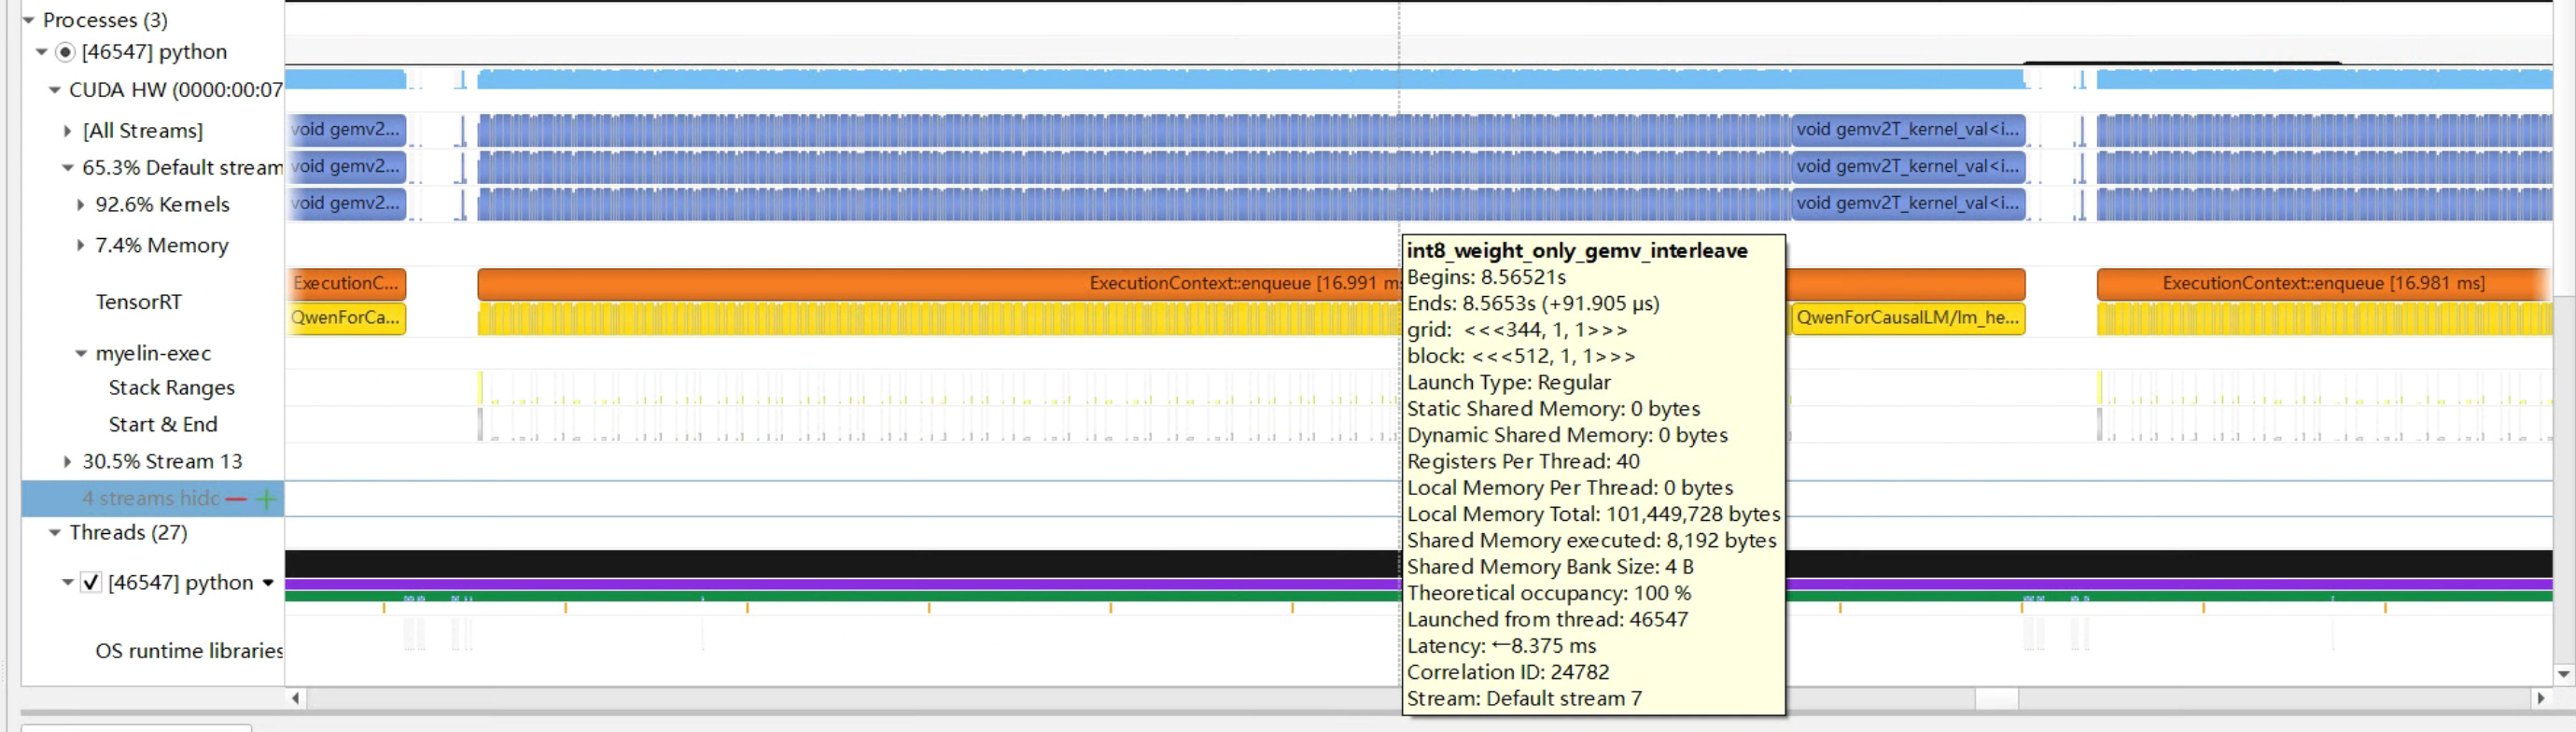 Processes (3)
[46547] python
CUDA HW (0000:00:07
[All Streams]
void gemv2...
void gemv2T_kernel_val<i...
65.3% Default stream
void gemv2...
void gemv2T_kernel_val<i...
92.6% Kernels
void gemv2...
void gemv2T_kernel_val<i...
7.4% Memory
TensorRT
ExecutionC...
ExecutionContext::enqueue [16.991 m
ExecutionContext::enqueue [16.981 ms]
QwenForCa...
QwenForCausalLM/lm_he...
myelin-exec
Stack Ranges
Start & End
30.5% Stream 13
4 streams hidd
Threads (27)
[46547] python
OS runtime libraries
int8_weight_only_gemv_interleave
Begins: 8.56521s
Ends: 8.5653s (+91.905 μs)
grid: <<<344, 1, 1>>>
block: <<<512, 1, 1>>>
Launch Type: Regular
Static Shared Memory: 0 bytes
Dynamic Shared Memory: 0 bytes
Registers Per Thread: 40
Local Memory Per Thread: 0 bytes
Local Memory Total: 101,449,728 bytes
Shared Memory executed: 8,192 bytes
Shared Memory Bank Size: 4 B
Theoretical occupancy: 100 %
Launched from thread: 46547
Latency: ←8.375 ms
Correlation ID: 24782
Stream: Default stream 7